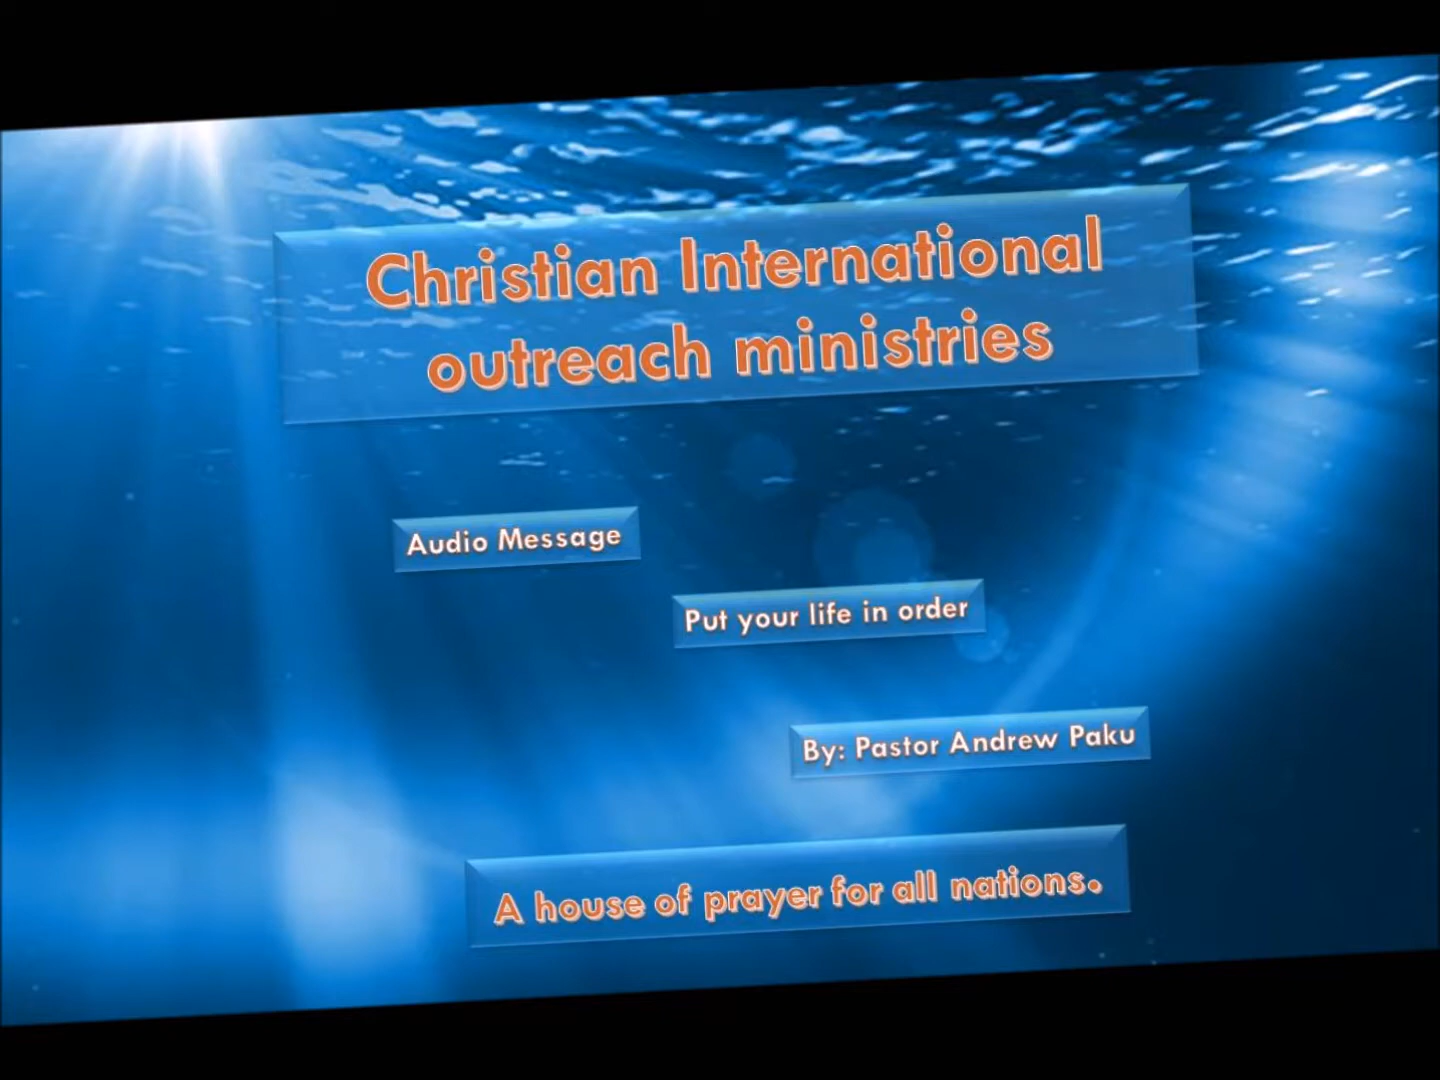 Christian International
outreach ministries
Audio Message
Put your life in order
By: Pastor Andrew Paku
A house of prayer for all nations.